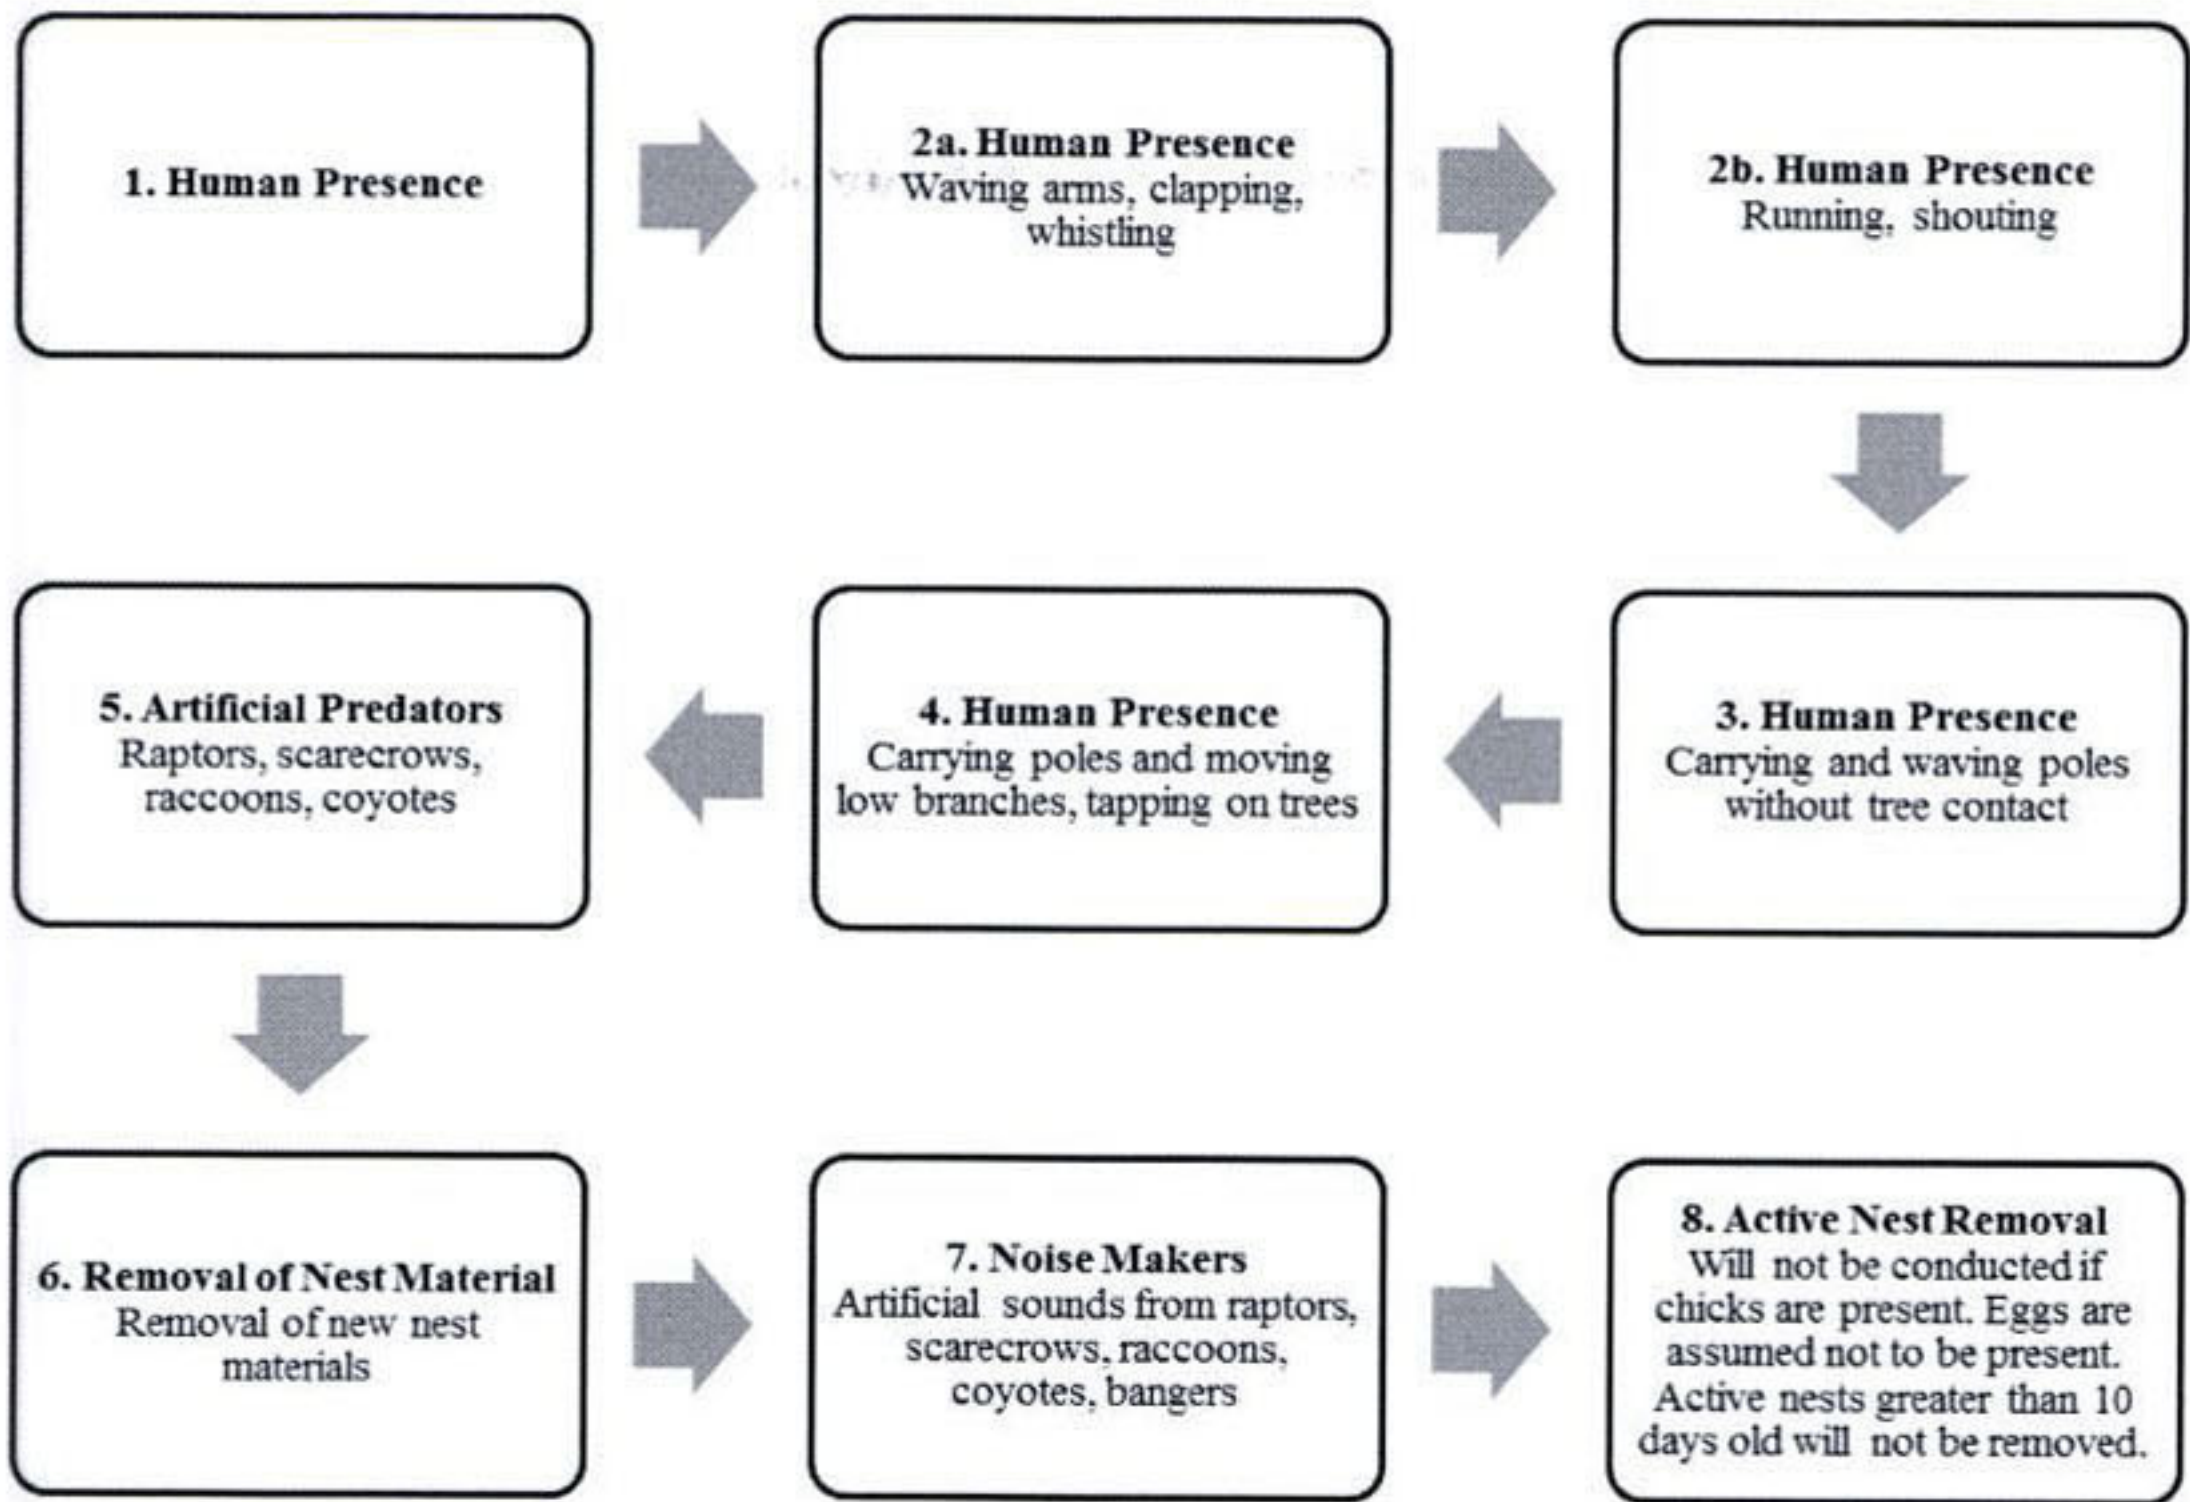 1. Human Presence
2a. Human Presence
Waving arms, clapping,
whistling
2b. Human Presence
Running, shouting
3. Human Presence
Carrying and waving poles
without tree contact
4. Human Presence
Carrying poles and moving
low branches, tapping on trees
5. Artificial Predators
Raptors, scarecrows,
raccoons, coyotes
6. Removal of Nest Material
Removal of new nest
materials
7. Noise Makers
Artificial sounds from raptors,
scarecrows, raccoons,
coyotes, bangers
8. Active Nest Removal
Will not be conducted if
chicks are present. Eggs are
assumed not to be present.
Active nests greater than 10
days old will not be removed.